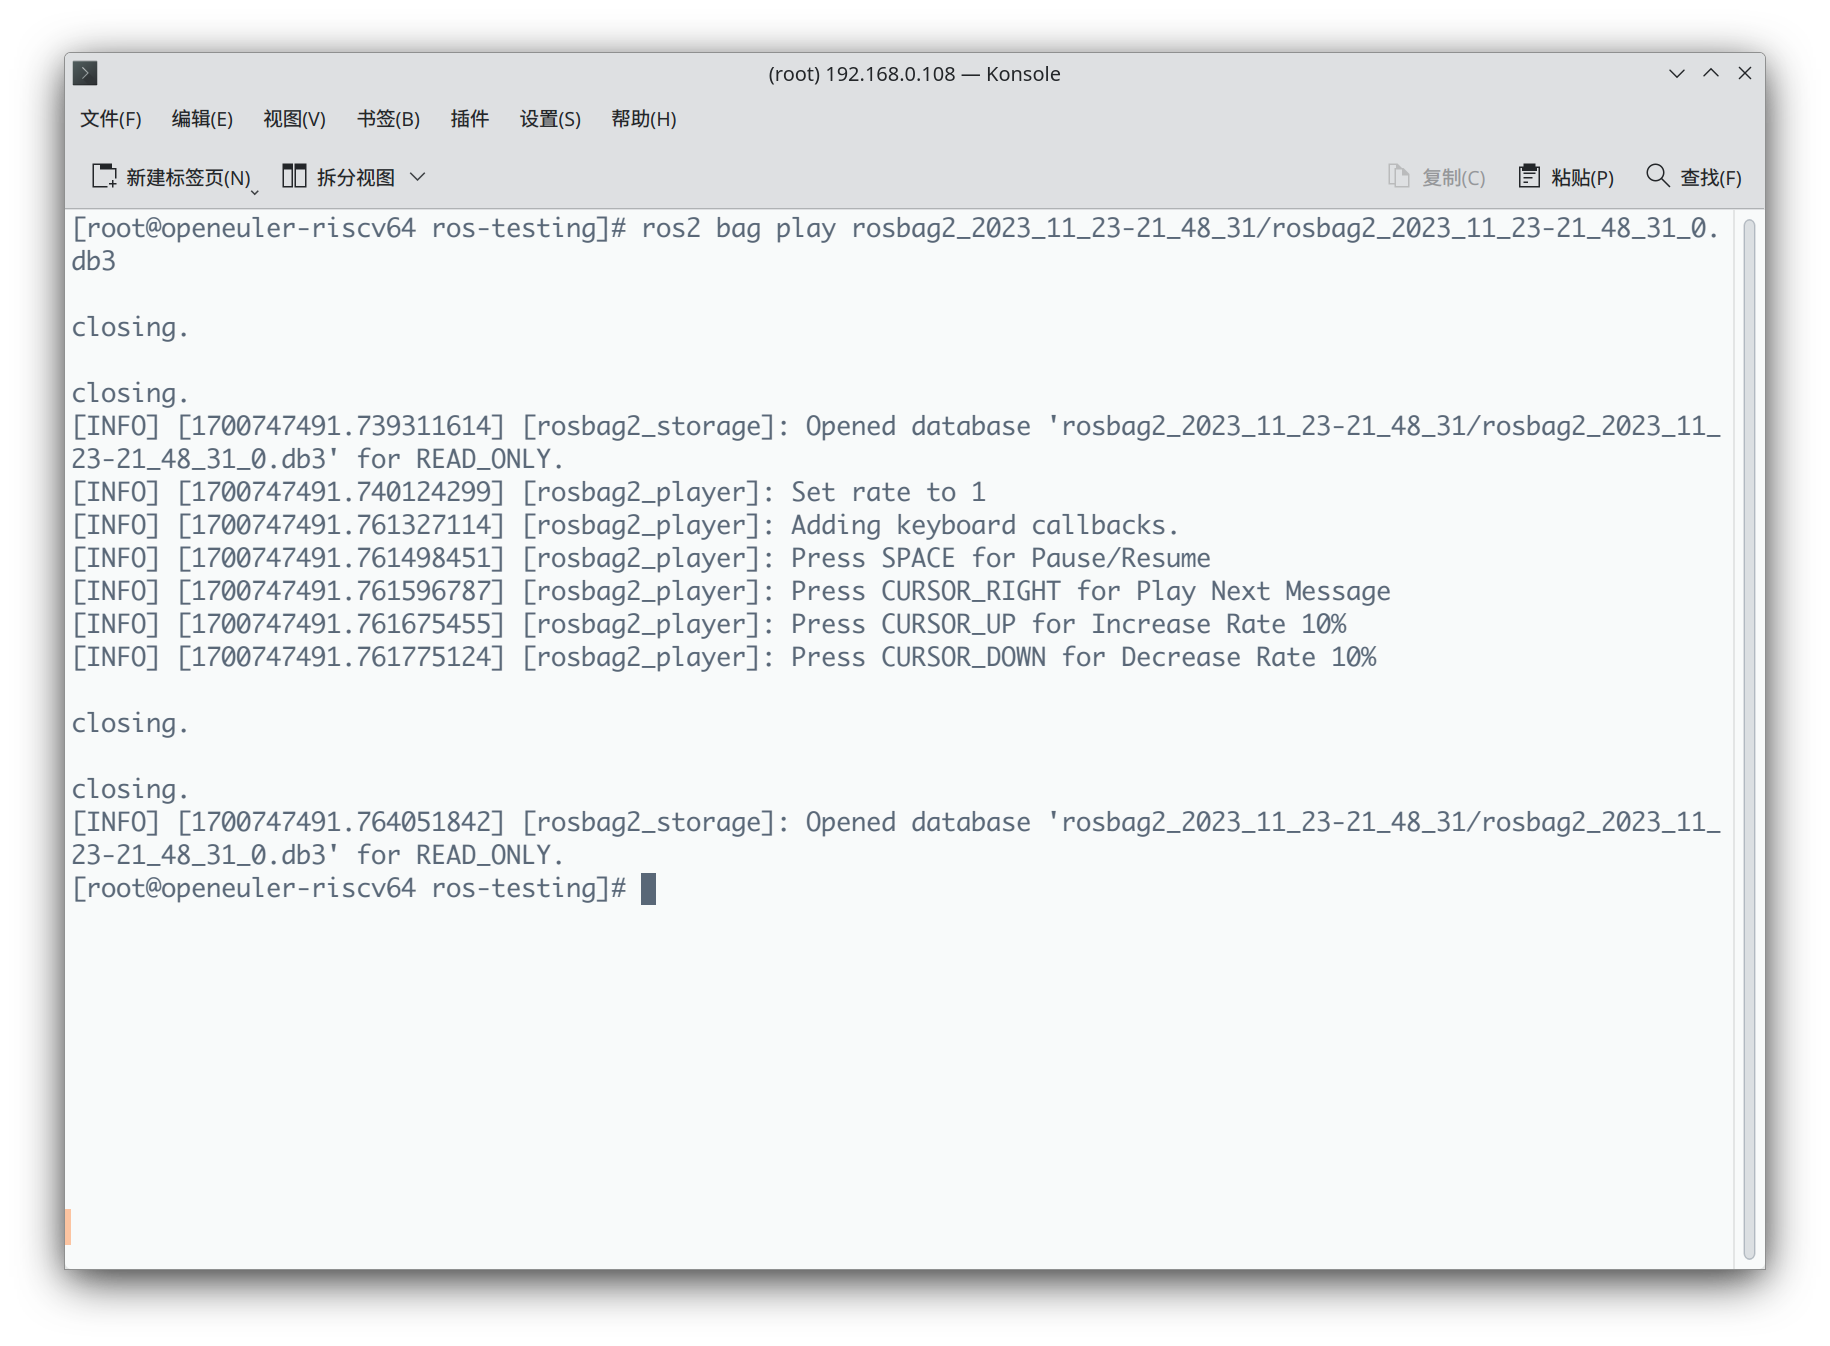 (root) 192.168.0.108 — Konsole
文件(F) 编辑(E) 视图(V) 书签(B) 插件 设置(S) 帮助(H)
新建标签页(N) 拆分视图 复制(C) 粘贴(P) 查找(F)
[root@openeuler-riscv64 ros-testing]# ros2 bag play rosbag2_2023_11_23-21_48_31/rosbag2_2023_11_23-21_48_31_0.
db3
closing.
closing.
[INFO] [1700747491.739311614] [rosbag2_storage]: Opened database 'rosbag2_2023_11_23-21_48_31/rosbag2_2023_11_
23-21_48_31_0.db3' for READ_ONLY.
[INFO] [1700747491.740124299] [rosbag2_player]: Set rate to 1
[INFO] [1700747491.761327114] [rosbag2_player]: Adding keyboard callbacks.
[INFO] [1700747491.761498451] [rosbag2_player]: Press SPACE for Pause/Resume
[INFO] [1700747491.761596787] [rosbag2_player]: Press CURSOR_RIGHT for Play Next Message
[INFO] [1700747491.761675455] [rosbag2_player]: Press CURSOR_UP for Increase Rate 10%
[INFO] [1700747491.761775124] [rosbag2_player]: Press CURSOR_DOWN for Decrease Rate 10%
closing.
closing.
[INFO] [1700747491.764051842] [rosbag2_storage]: Opened database 'rosbag2_2023_11_23-21_48_31/rosbag2_2023_11_
23-21_48_31_0.db3' for READ_ONLY.
[root@openeuler-riscv64 ros-testing]#